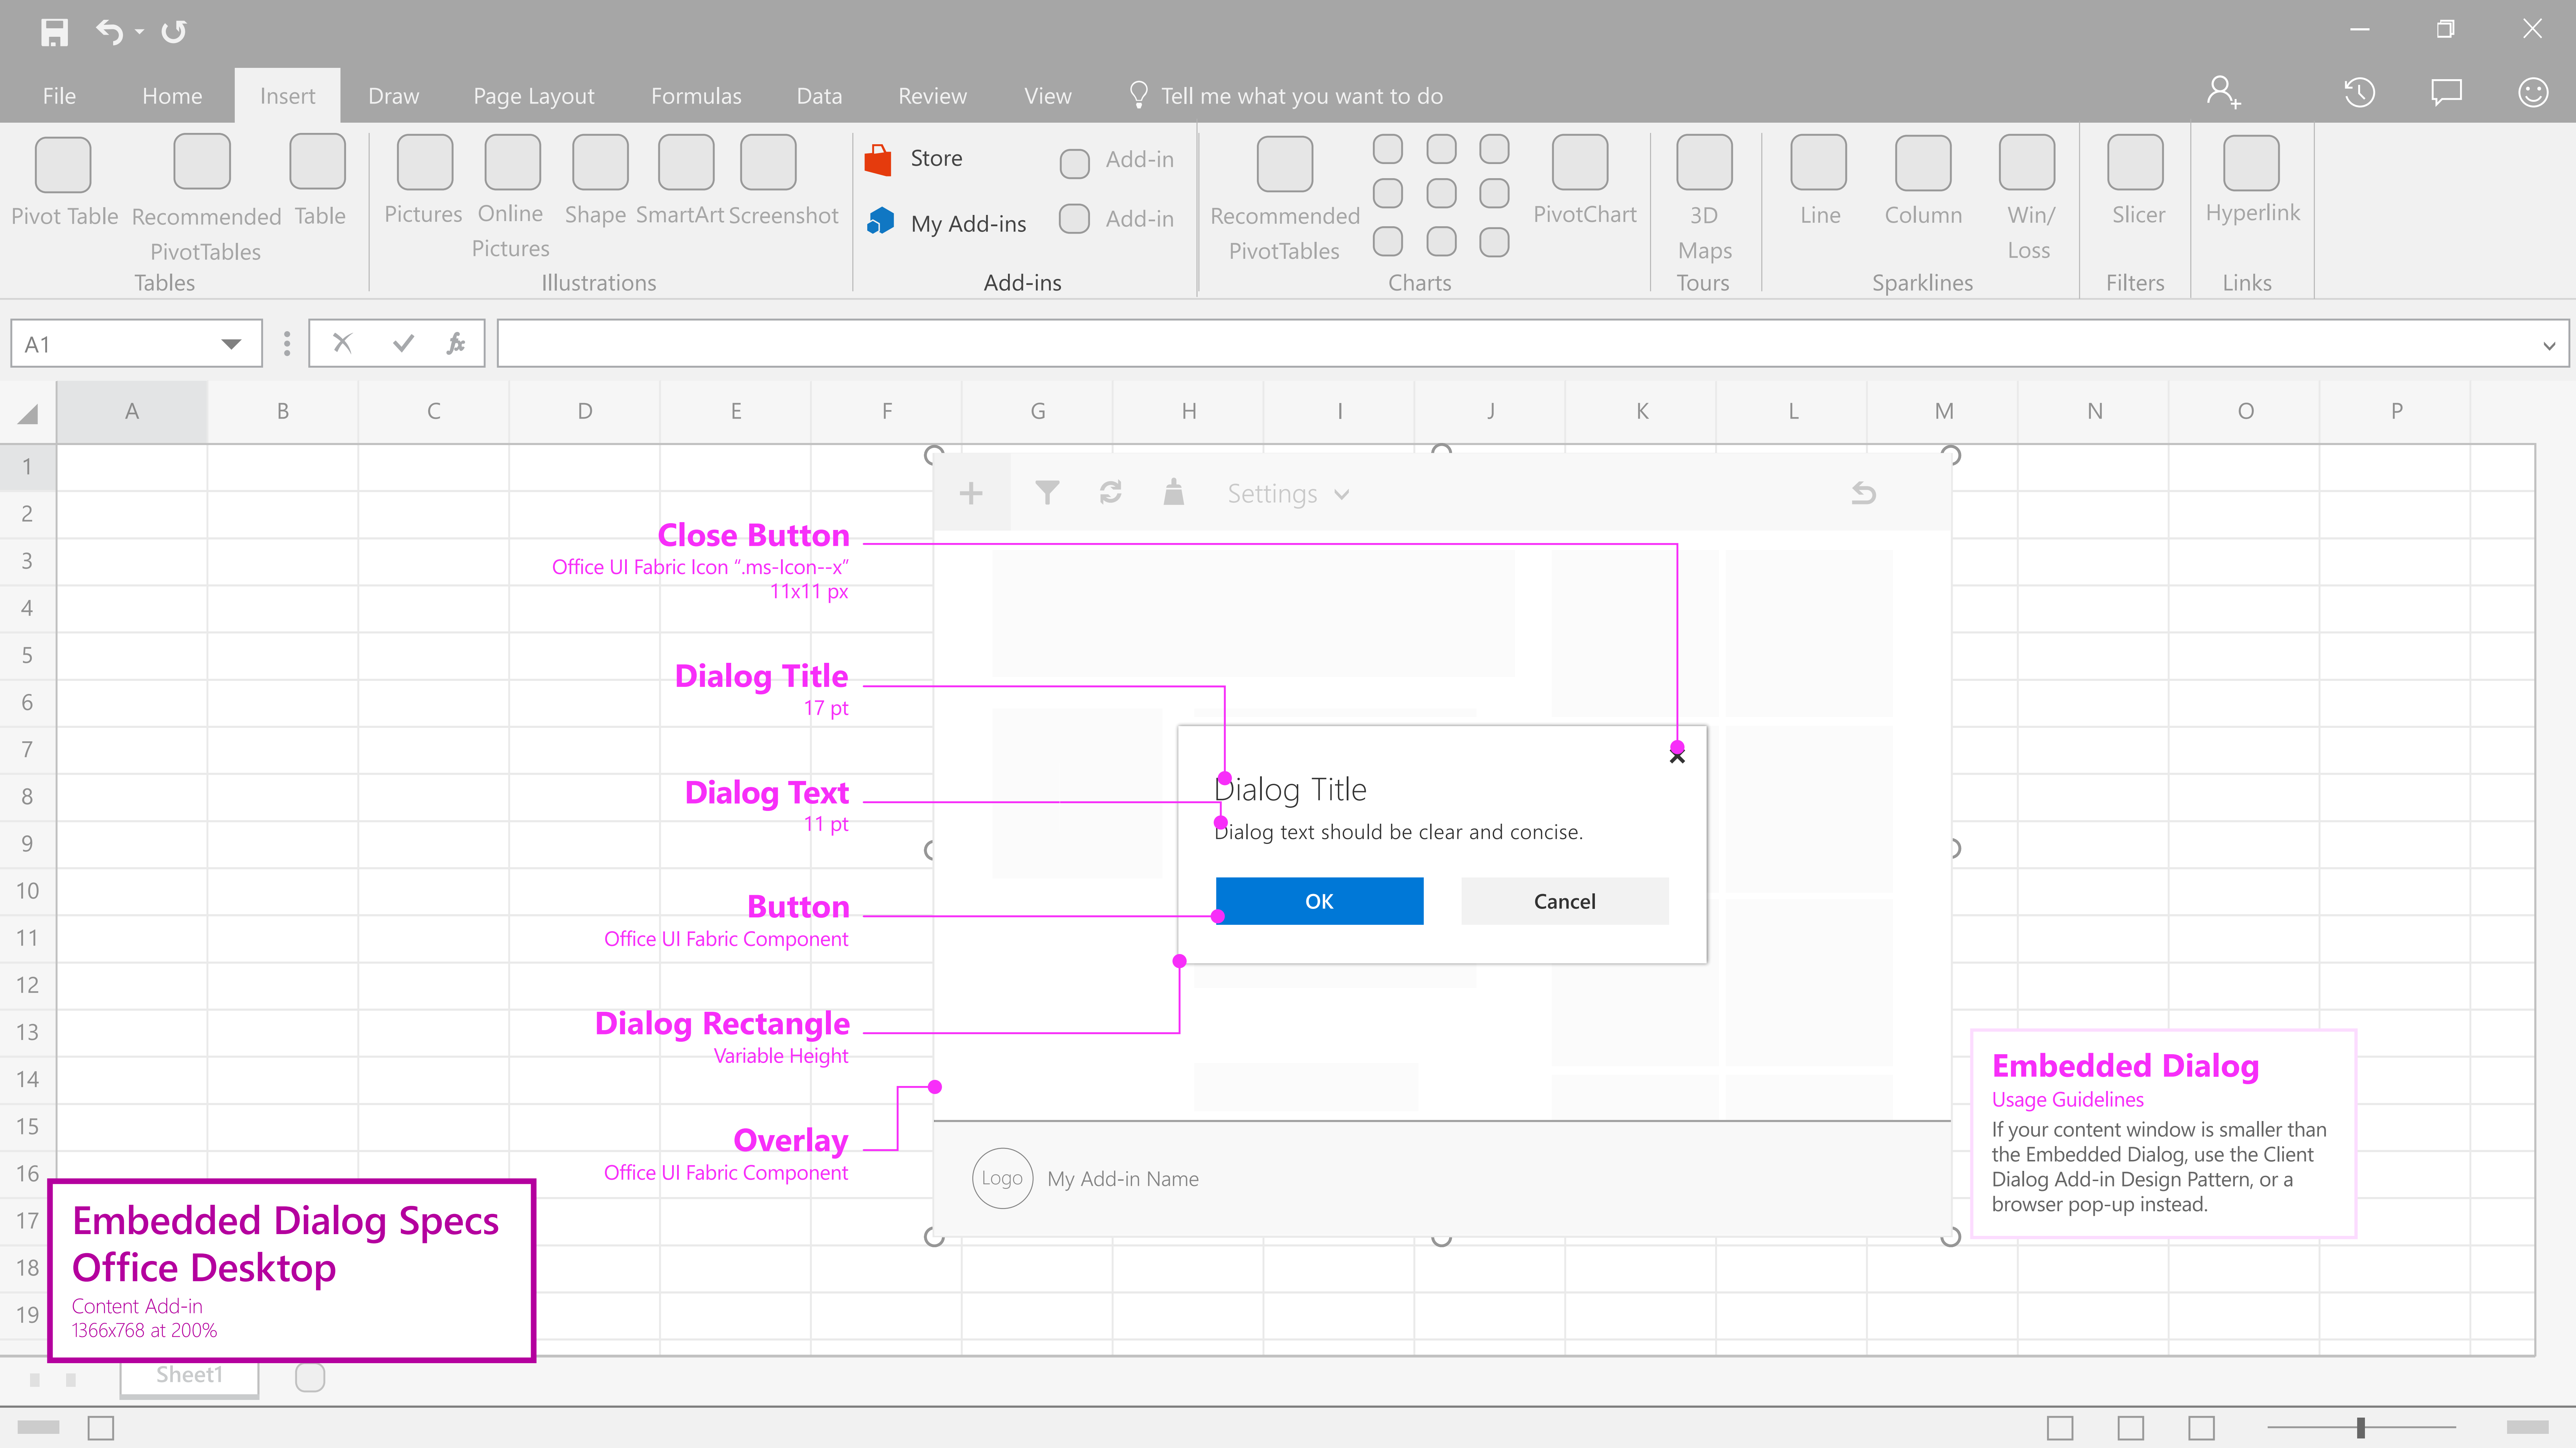 File Home Insert Draw Page Layout Formulas Data Review View Tell me what you want to do
Pivot Table
Recommended
PivotTables
Table
Tables
Pictures
Online
Pictures
Shape
SmartArt
Screenshot
Illustrations
Store
My Add-ins
Add-in
Add-in
Add-ins
Recommended
PivotTables
PivotChart
Charts
3D
Maps
Tours
Line
Column
Win/
Loss
Sparklines
Slicer
Filters
Hyperlink
Links
A1
fx
A B C D E F G H I J K L M N O P
1
2
3
4
5
6
7
8
9
10
11
12
13
14
15
16
17
18
19
Settings
Close Button
Office UI Fabric Icon “.ms-Icon--x”
11x11 px
Dialog Title
17 pt
Dialog Text
11 pt
Button
Office UI Fabric Component
Dialog Rectangle
Variable Height
Overlay
Office UI Fabric Component
Dialog Title
Dialog text should be clear and concise.
OK
Cancel
Logo
My Add-in Name
Embedded Dialog
Usage Guidelines
If your content window is smaller than
the Embedded Dialog, use the Client
Dialog Add-in Design Pattern, or a
browser pop-up instead.
Embedded Dialog Specs
Office Desktop
Content Add-in
1366x768 at 200%
Sheet1